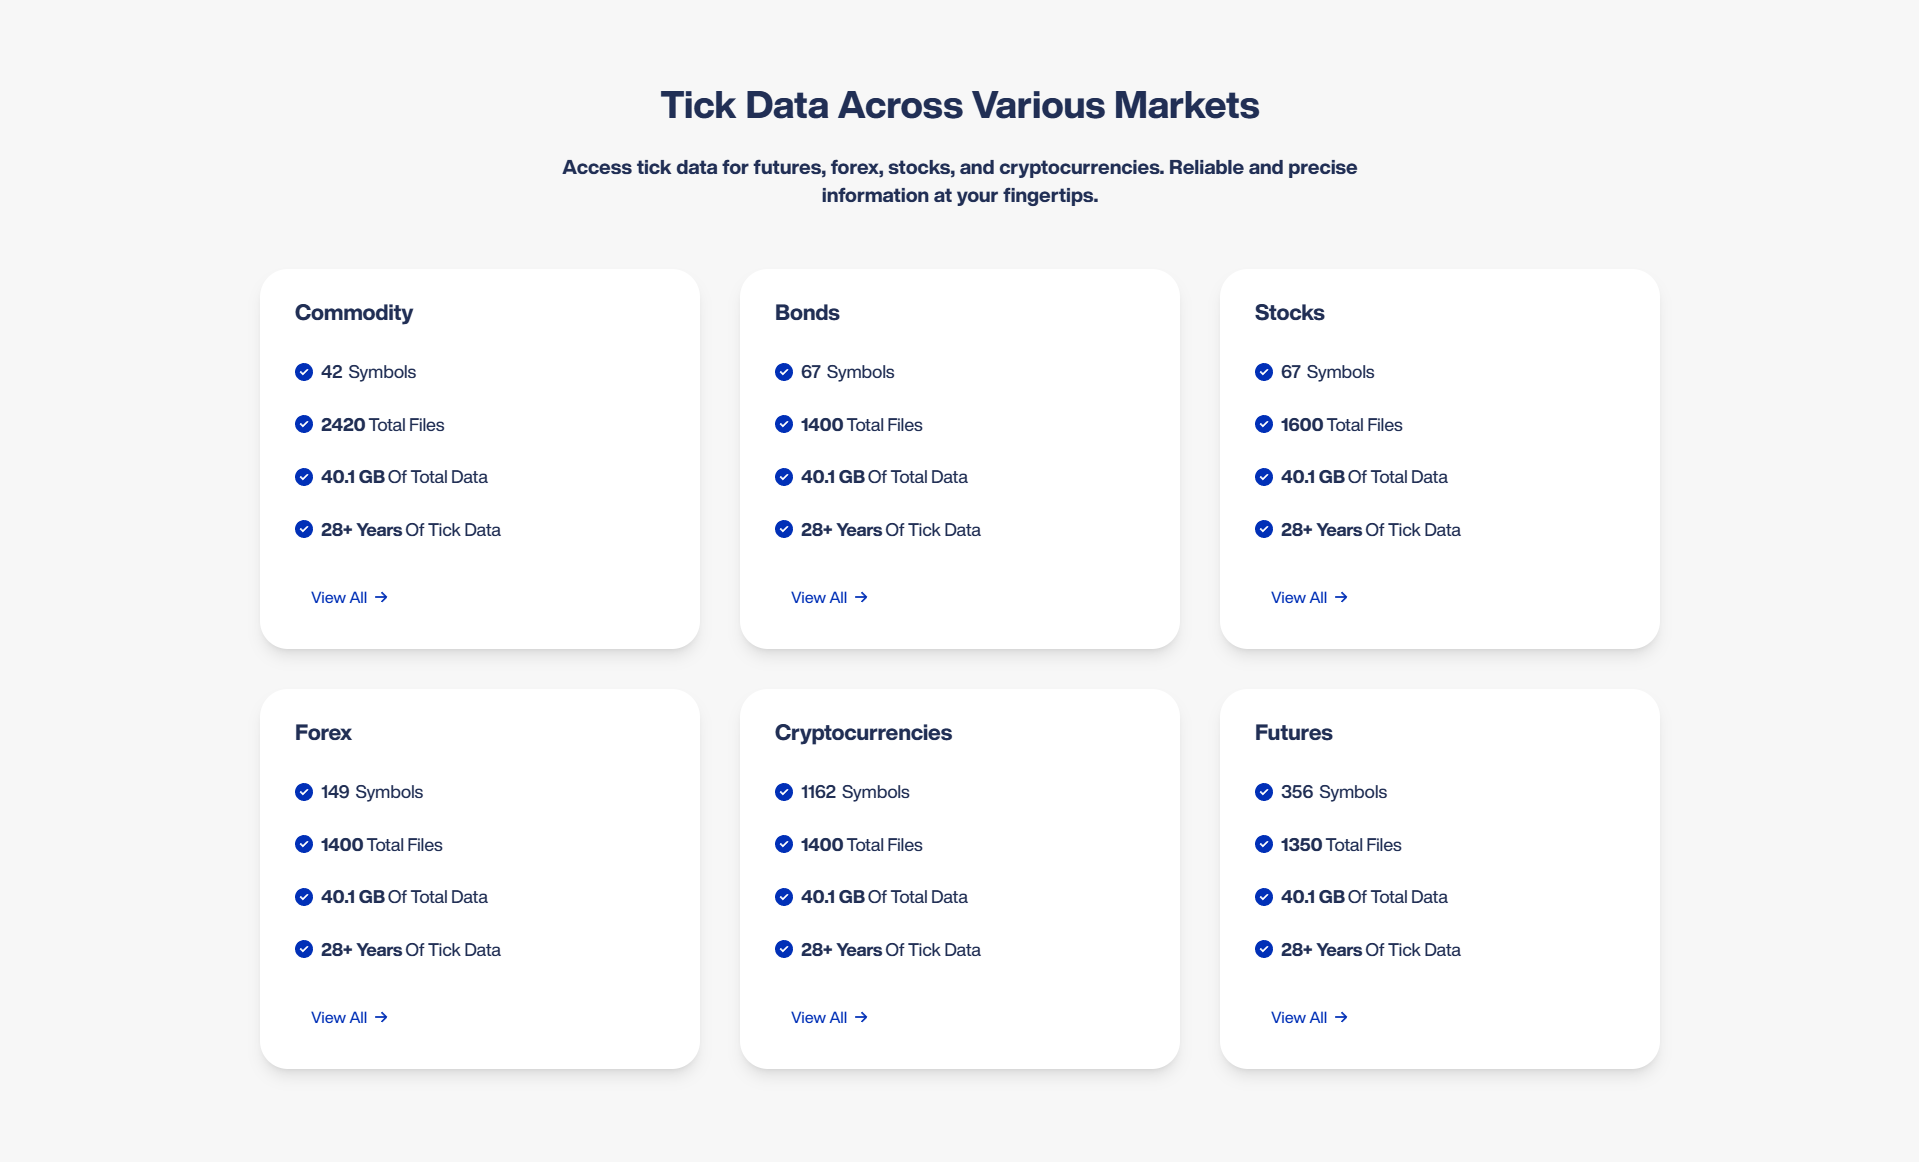 Tick Data Across Various Markets
Access tick data for futures, forex, stocks, and cryptocurrencies. Reliable and precise
information at your fingertips.
Commodity
42 Symbols
2420 Total Files
40.1 GB Of Total Data
28+ Years Of Tick Data
View All
Bonds
67 Symbols
1400 Total Files
40.1 GB Of Total Data
28+ Years Of Tick Data
View All
Stocks
67 Symbols
1600 Total Files
40.1 GB Of Total Data
28+ Years Of Tick Data
View All
Forex
149 Symbols
1400 Total Files
40.1 GB Of Total Data
28+ Years Of Tick Data
View All
Cryptocurrencies
1162 Symbols
1400 Total Files
40.1 GB Of Total Data
28+ Years Of Tick Data
View All
Futures
356 Symbols
1350 Total Files
40.1 GB Of Total Data
28+ Years Of Tick Data
View All